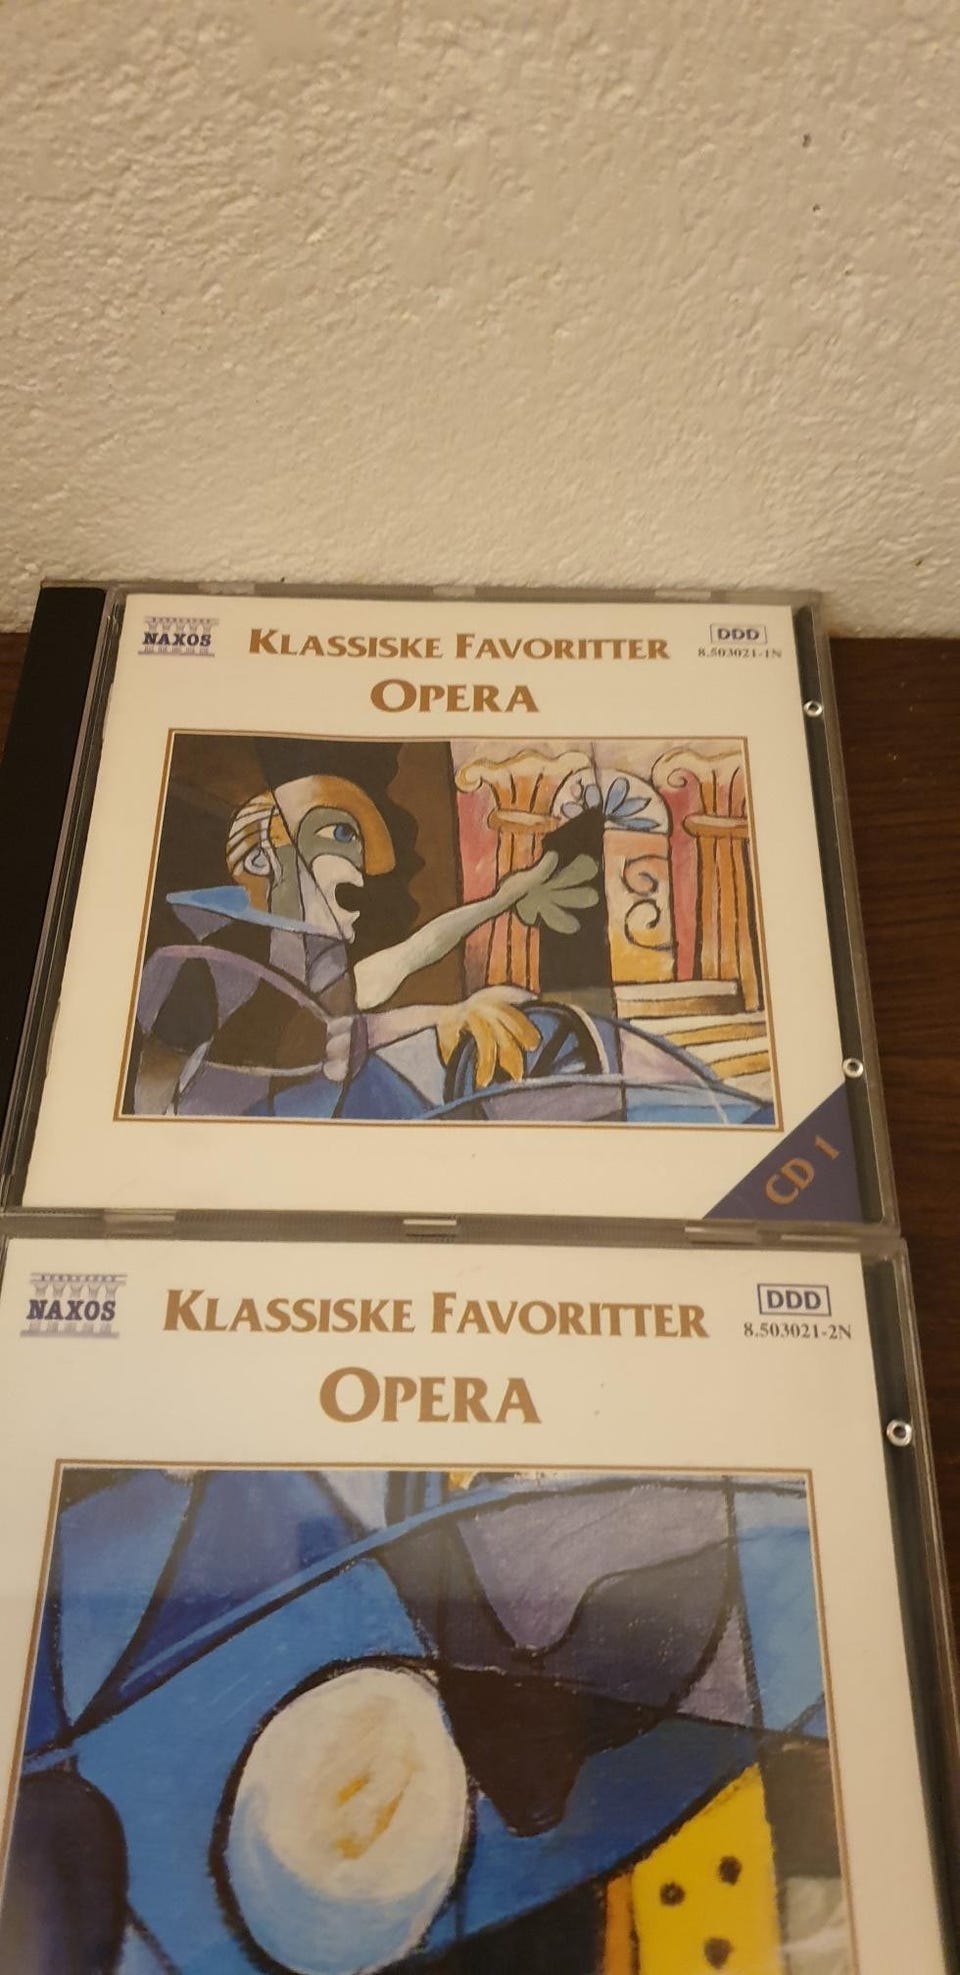 NAXOS
KLASSISKE FAVORITTER
OPERA
DDD
8.503021-1N
CD 1
NAXOS
KLASSISKE FAVORITTER
OPERA
DDD
8.503021-2N